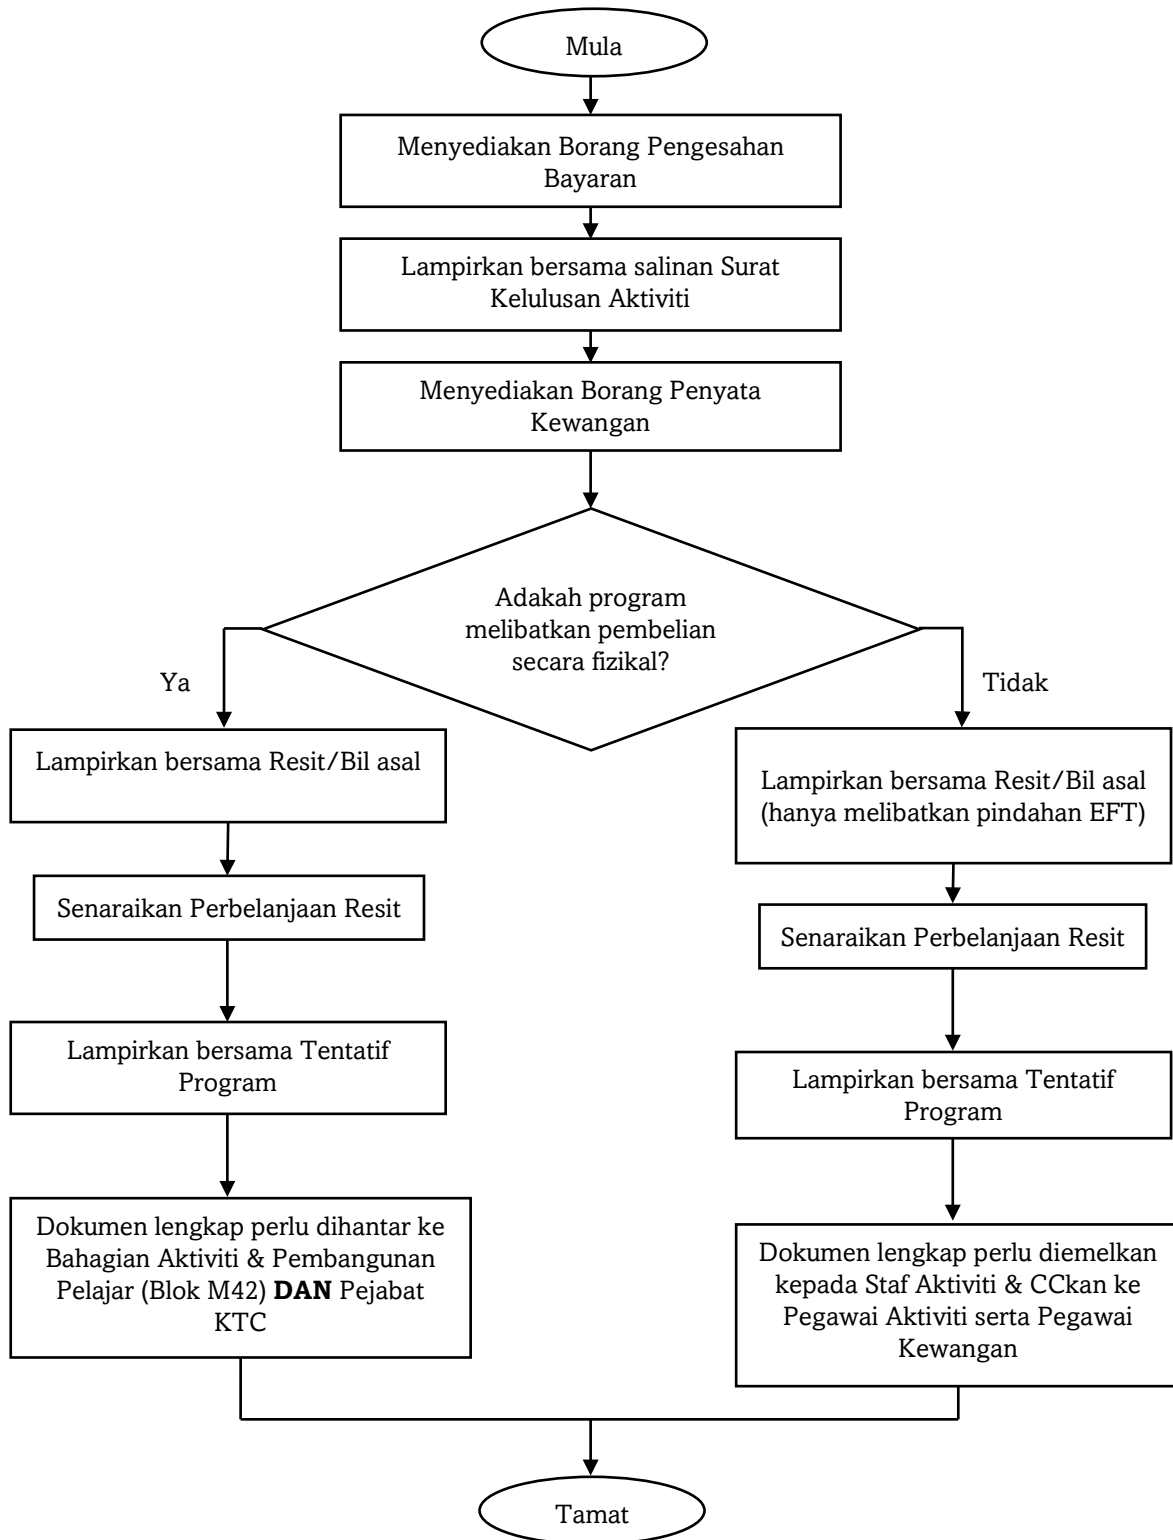 Mula
Menyediakan Borang Pengesahan
Bayaran
Lampirkan bersama salinan Surat
Kelulusan Aktiviti
Menyediakan Borang Penyata
Kewangan
Adakah program
melibatkan pembelian
secara fizikal?
Ya
Lampirkan bersama Resit/Bil asal
Senaraikan Perbelanjaan Resit
Lampirkan bersama Tentatif
Program
Dokumen lengkap perlu dihantar ke
Bahagian Aktiviti & Pembangunan
Pelajar (Blok M42) DAN Pejabat
KTC
Tidak
Lampirkan bersama Resit/Bil asal
(hanya melibatkan pindahan EFT)
Senaraikan Perbelanjaan Resit
Lampirkan bersama Tentatif
Program
Dokumen lengkap perlu diemelkan
kepada Staf Aktiviti & CCkan ke
Pegawai Aktiviti serta Pegawai
Kewangan
Tamat